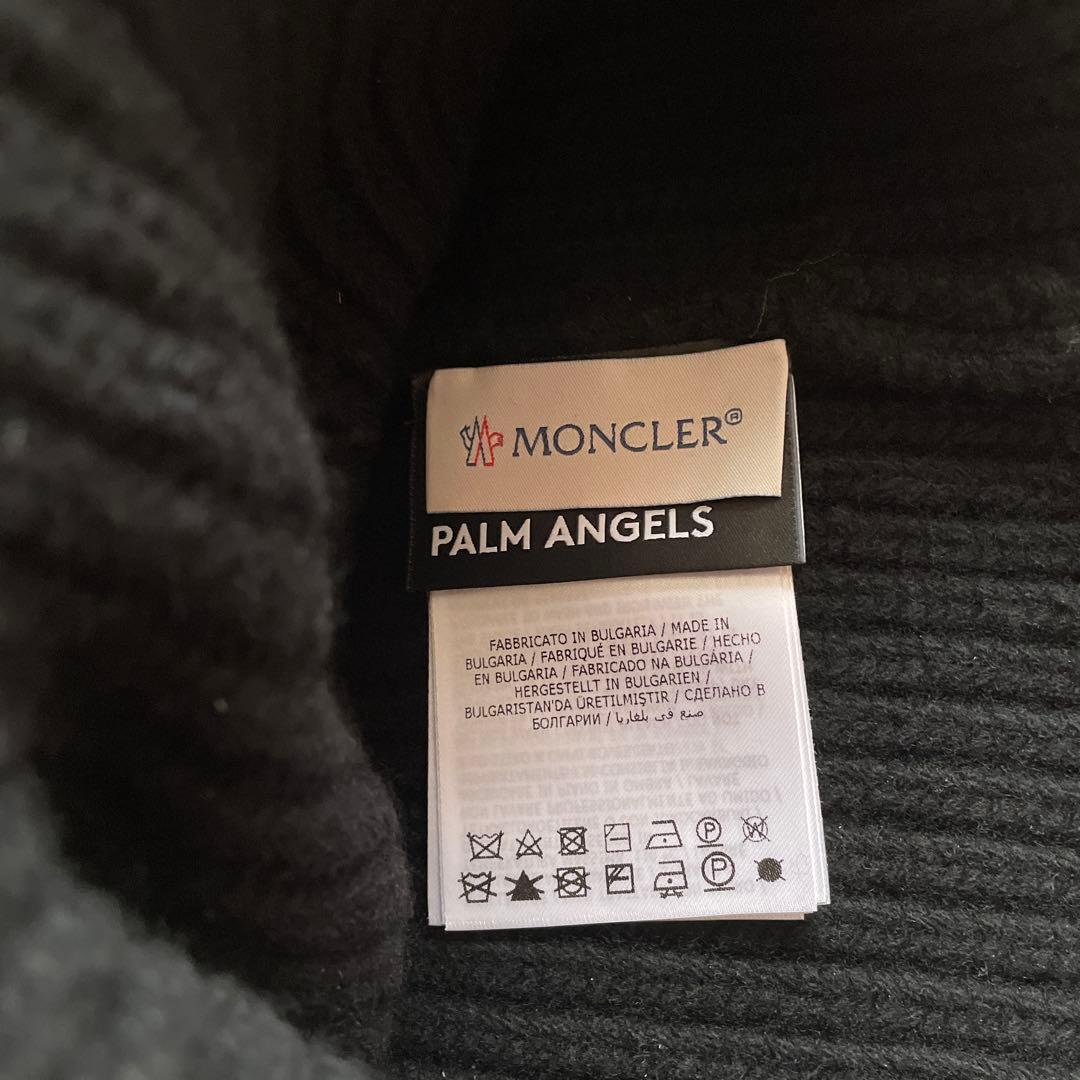 MONCLER®
PALM ANGELS
FABBRICATO IN BULGARIA / MADE IN
BULGARIA / FABRIQUÉ EN BULGARIE / HECHO
EN BULGARIA / FABRICADO NA BULGÁRIA /
HERGESTELLT IN BULGARIEN /
BULGARISTAN'DA ÜRETILMIŞTIR / СДЕЛАНО В
БОЛГАРИИ / صنع في بلغاريا
P W
P